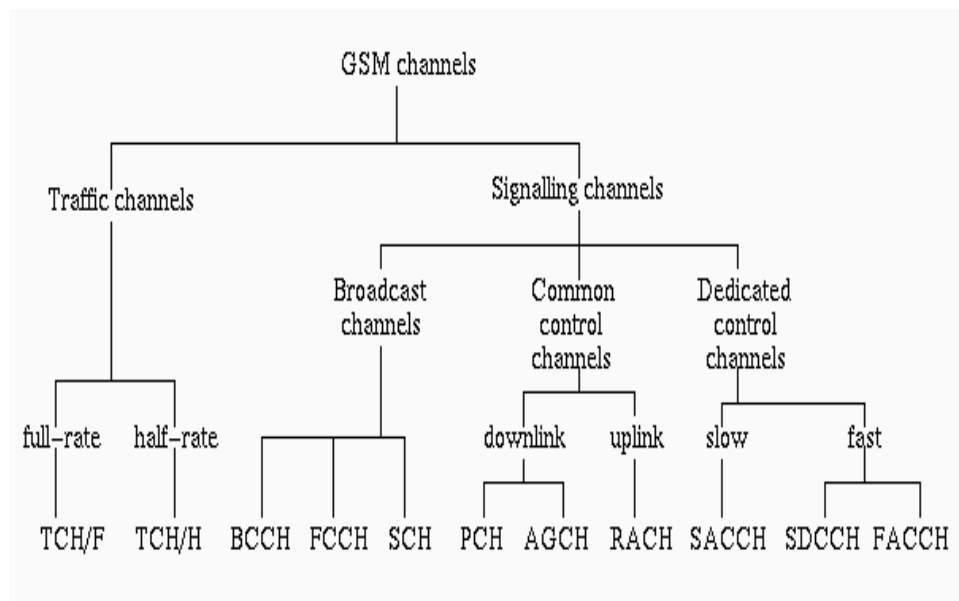 GSM channels
Traffic channels
Signalling channels
Broadcast
channels
Common
control
channels
Dedicated
control
channels
full-rate
half-rate
downlink
uplink
slow
fast
TCH/F
TCH/H
BCCH
FCCH
SCH
PCH
AGCH
RACH
SACCH
SDCCH
FACCH